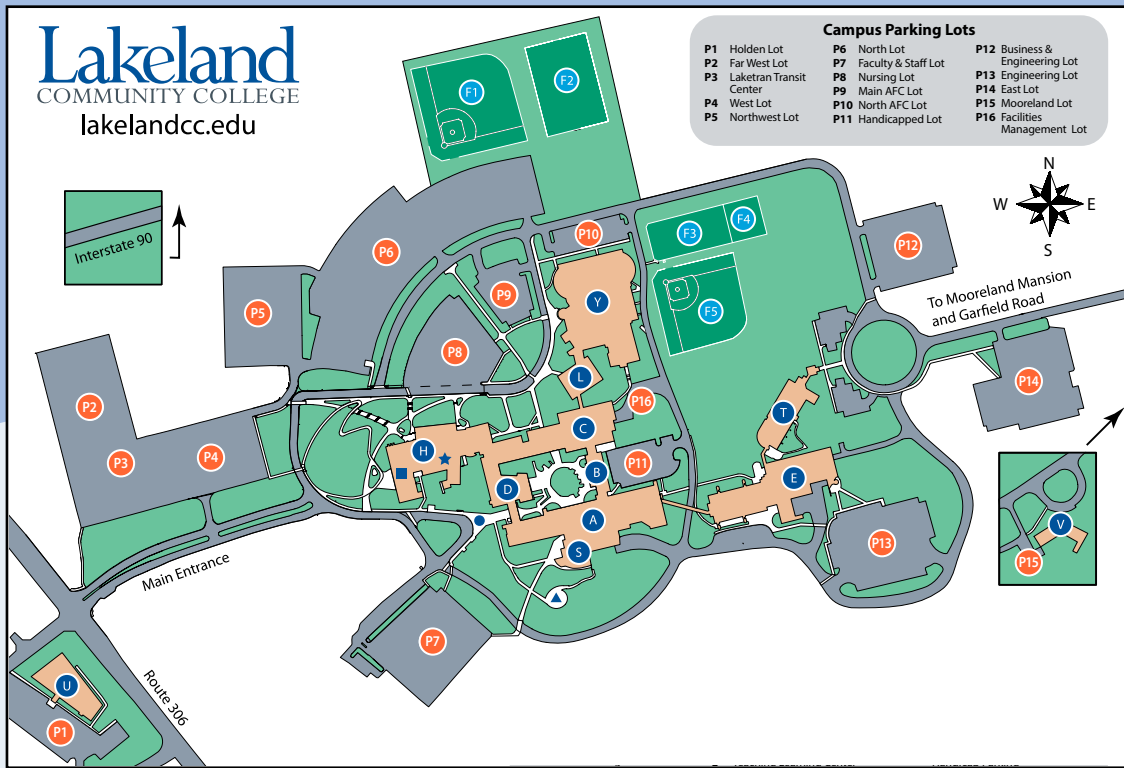 Lakeland
COMMUNITY COLLEGE
lakelandcc.edu
Campus Parking Lots
P1 Holden Lot
P2 Far West Lot
P3 Laketran Transit
Center
P4 West Lot
P5 Northwest Lot
P6 North Lot
P7 Faculty & Staff Lot
P8 Nursing Lot
P9 Main AFC Lot
P10 North AFC Lot
P11 Handicapped Lot
P12 Business &
Engineering Lot
P13 Engineering Lot
P14 East Lot
P15 Mooreland Lot
P16 Facilities
Management Lot
F1
F2
N
W E
S
Interstate 90
P6
P10
F3
F4
P12
P9
Y
F5
P5
To Mooreland Mansion
and Garfield Road
P8
L
P14
P2
P16
T
C
H
P3
P4
P11
B
E
D
A
V
S
P13
P15
Main Entrance
P7
U
Route 306
P1